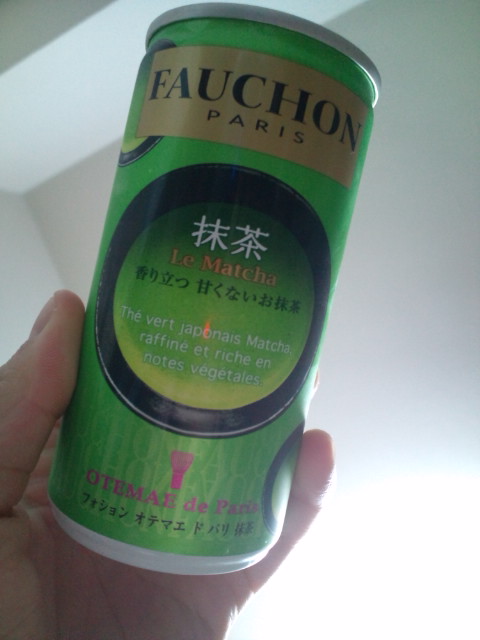 FAUCHON
PARIS
抹茶
Le Matcha
香り立つ 甘くないお抹茶
Thé vert japonais Matcha,
raffiné et riche en
notes végétales.
OTEMAE de Paris
フォション オテマエ ド パリ 抹茶